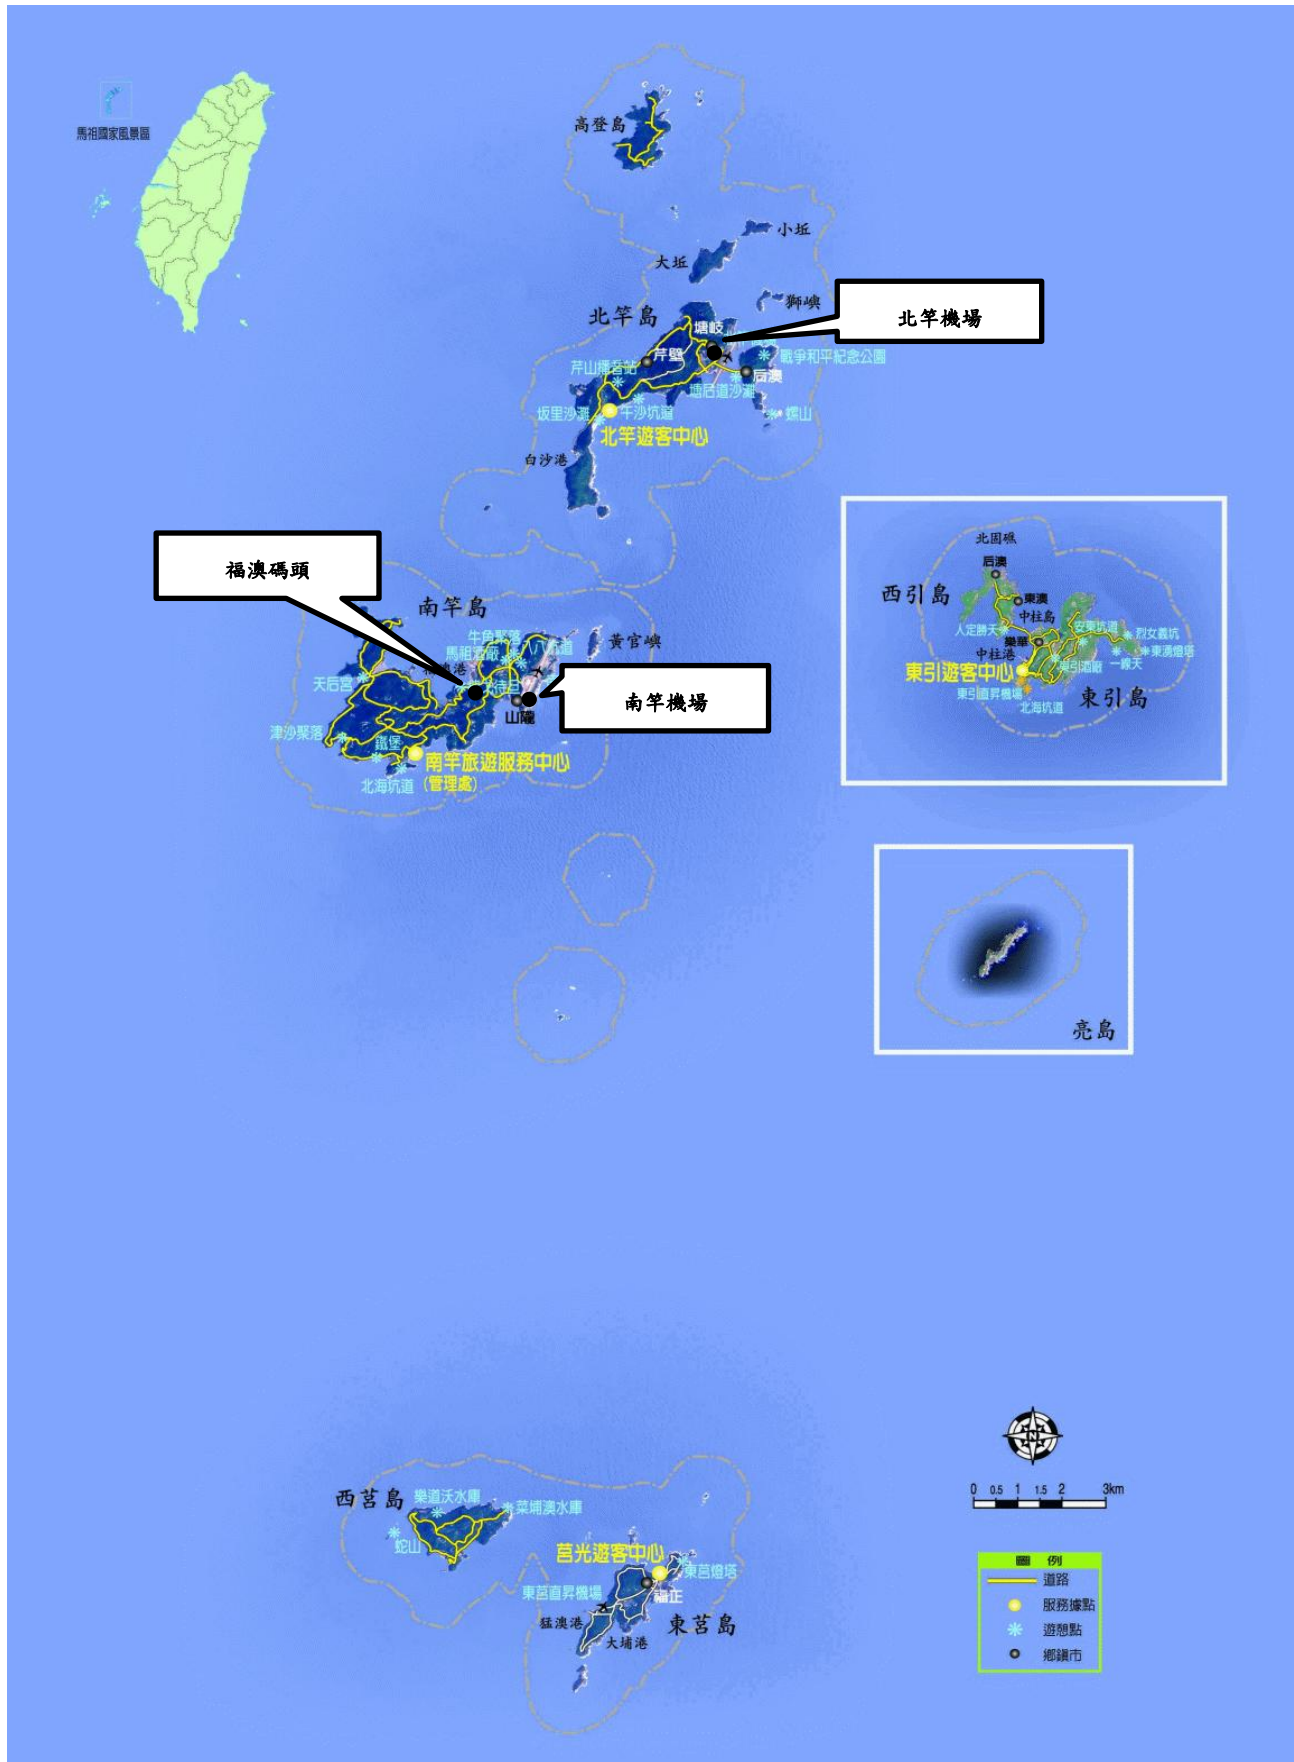 馬祖國家風景區
高登島
小坵
大坵
獅嶼
北竿機場
北竿島
塘岐
芹壁
戰爭和平紀念公園
芹山播音站
后澳
塘后道沙灘
坂里沙灘
午沙坑道
螺山
北竿遊客中心
白沙港
福澳碼頭
南竿島
牛角聚落
馬祖酒廠
八八坑道
黃官嶼
天后宮
南竿機場
山隴
津沙聚落
鐵堡
南竿旅遊服務中心
北海坑道
(管理處)
北固礁
后澳
西引島
東澳
中柱島
人定勝天
安東坑道
烈女義坑
樂華
中柱港
東湧燈塔
東引遊客中心
東引酒廠
一線天
東引直昇機場
北海坑道
東引島
亮島
N
0 0.5 1 1.5 2 3km
西莒島
樂道沃水庫
菜埔澳水庫
蛇山
莒光遊客中心
東莒燈塔
東莒直昇機場
福正
猛澳港
大埔港
東莒島
圖例
道路
服務據點
遊憩點
鄉鎮市